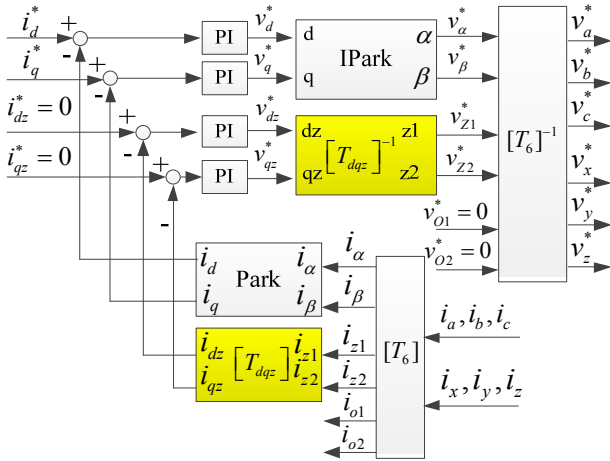 i_d^* + - PI v_d^* d IPark α v_α^* v_a^*
i_q^* + - PI v_q^* q β v_β^* v_b^*
i_dz^* = 0 + - PI v_dz^* dz [T_dqz]^-1 z1 v_Z1^* [T_6]^-1 v_c^*
i_qz^* = 0 + - PI v_qz^* qz z2 v_Z2^* v_x^*
v_O1^* = 0 v_y^*
v_O2^* = 0 v_z^*
i_d Park i_α i_α
i_q i_β i_β
[T_6] i_a, i_b, i_c
i_dz [T_dqz] i_z1 i_z1
i_qz i_z2 i_z2
i_x, i_y, i_z
i_o1
i_o2